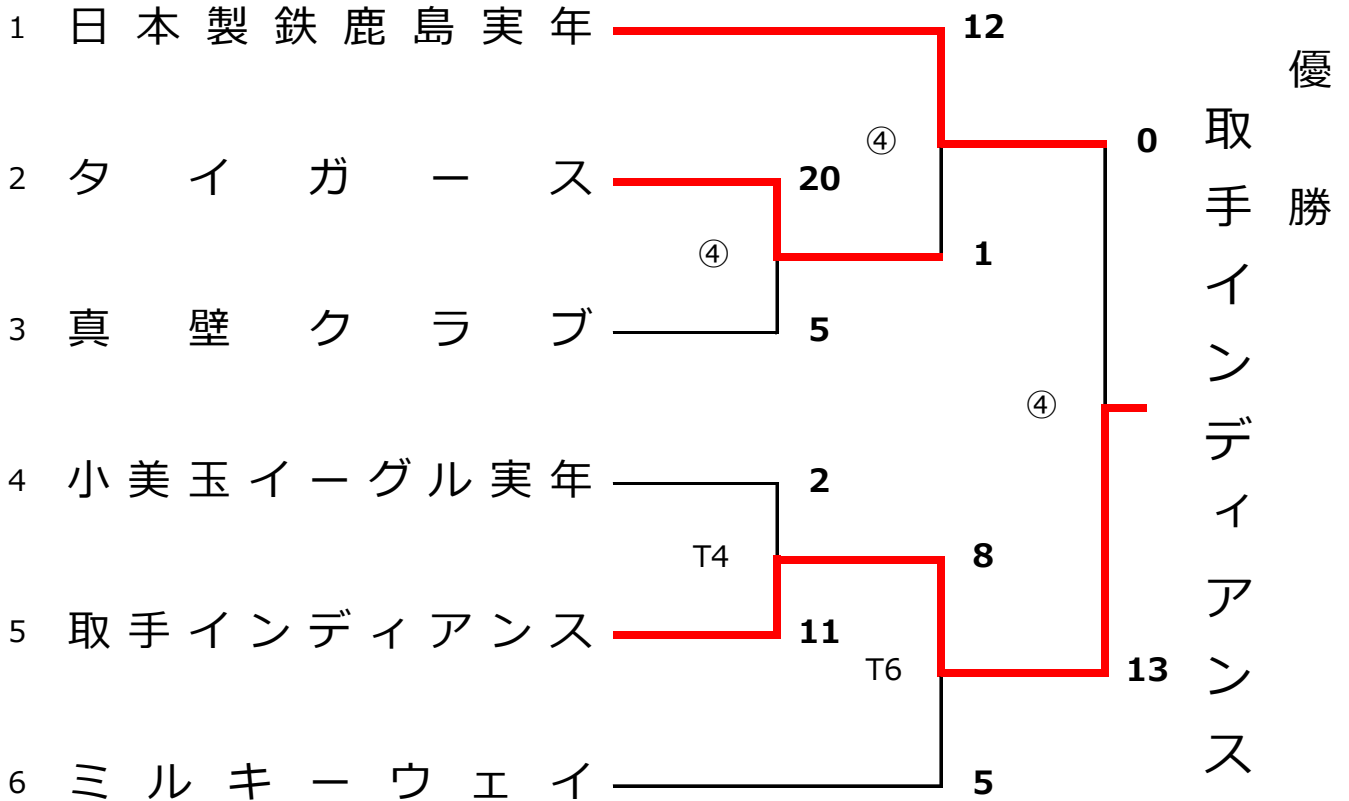 1 日本製鉄鹿島実年 12
優勝
取手インディアンス
④ 0
2 タイガース 20
④ 1
3 真壁クラブ 5
④
4 小美玉イーグル実年 2
T4 8
5 取手インディアンス 11
T6 13
6 ミルキーウェイ 5